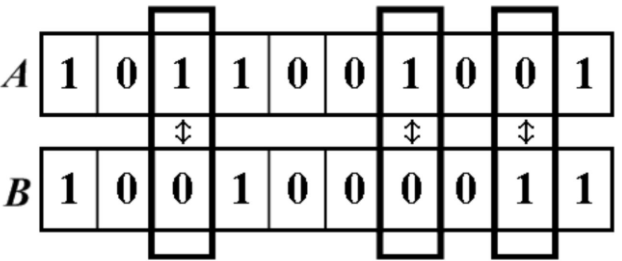 A 1 0 1 1 0 0 1 0 0 1
↕ ↕ ↕
B 1 0 0 1 0 0 0 0 1 1